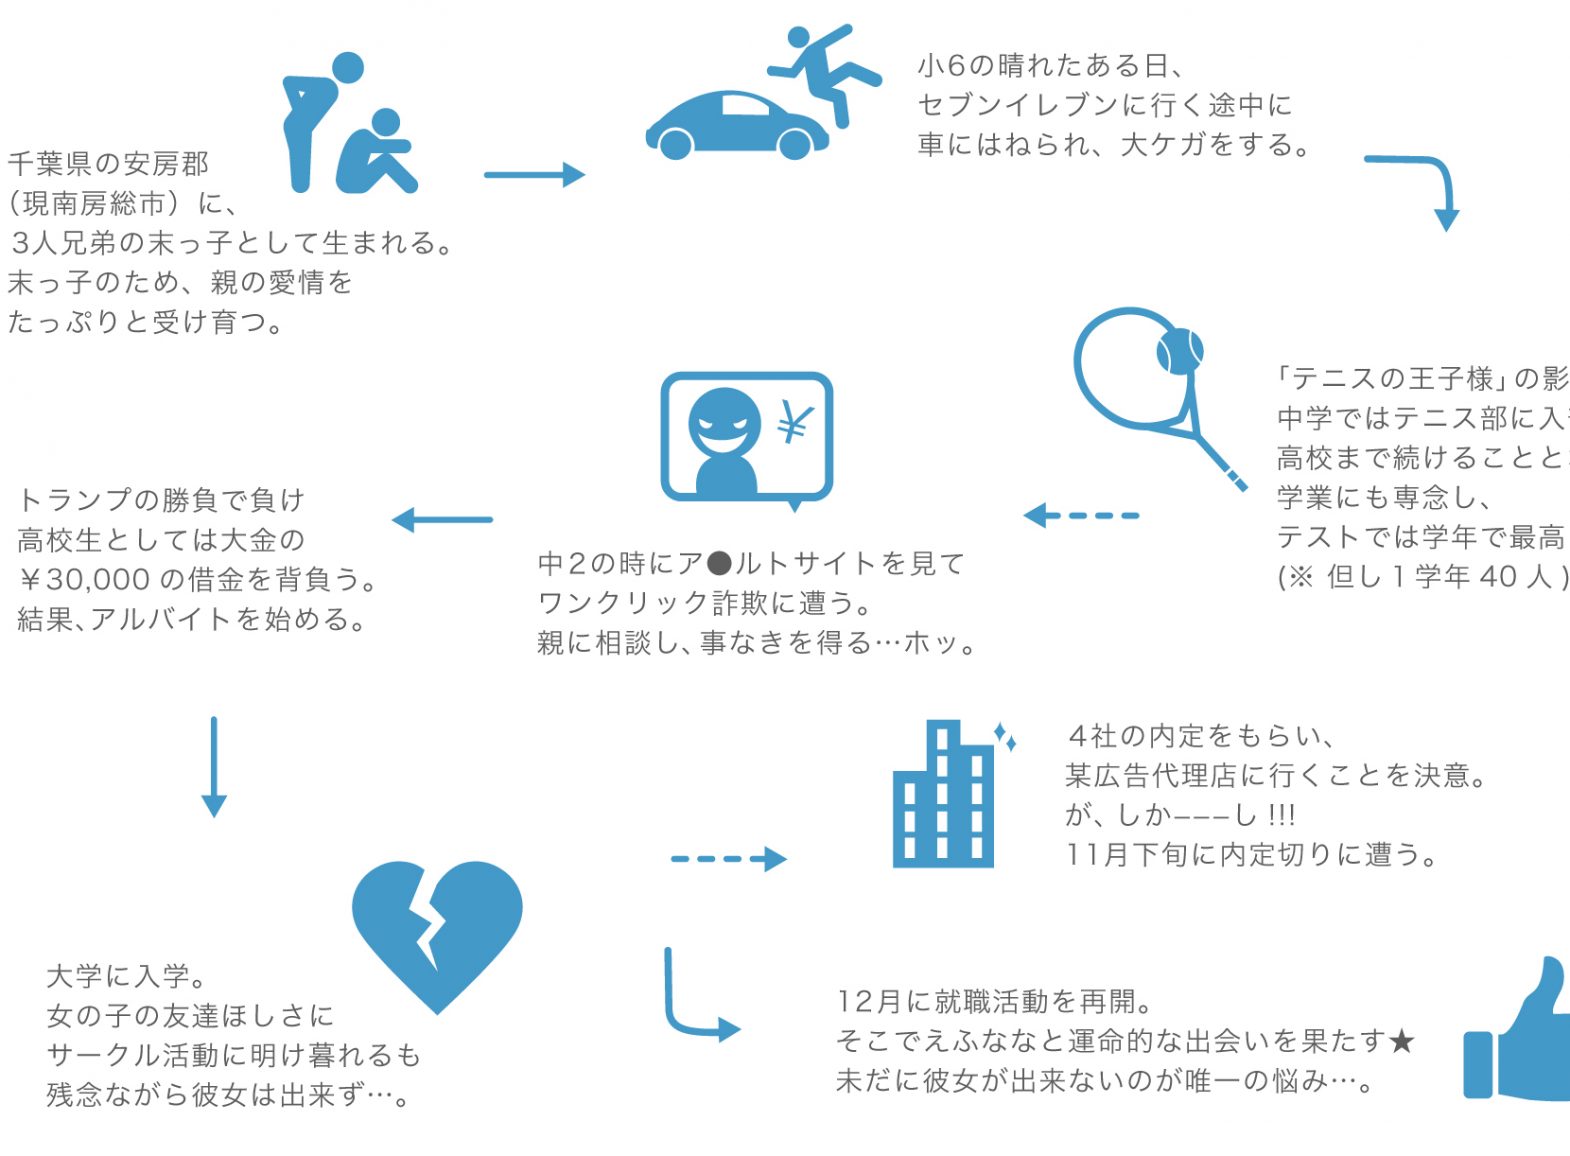 千葉県の安房郡
（現南房総市）に、
3人兄弟の末っ子として生まれる。
末っ子のため、親の愛情を
たっぷりと受け育つ。
小6の晴れたある日、
セブンイレブンに行く途中に
車にはねられ、大ケガをする。
「テニスの王子様」の影
中学ではテニス部に入
高校まで続けることと
学業にも専念し、
テストでは学年で最高
(※ 但し1学年40人)
中2の時にア●ルトサイトを見て
ワンクリック詐欺に遭う。
親に相談し、事なきを得る…ホッ。
¥
トランプの勝負で負け
高校生としては大金の
￥30,000の借金を背負う。
結果、アルバイトを始める。
大学に入学。
女の子の友達ほしさに
サークル活動に明け暮れるも
残念ながら彼女は出来ず…。
4社の内定をもらい、
某広告代理店に行くことを決意。
が、しか−−−し!!!
11月下旬に内定切りに遭う。
12月に就職活動を再開。
そこでえふななと運命的な出会いを果たす★
未だに彼女が出来ないのが唯一の悩み…。